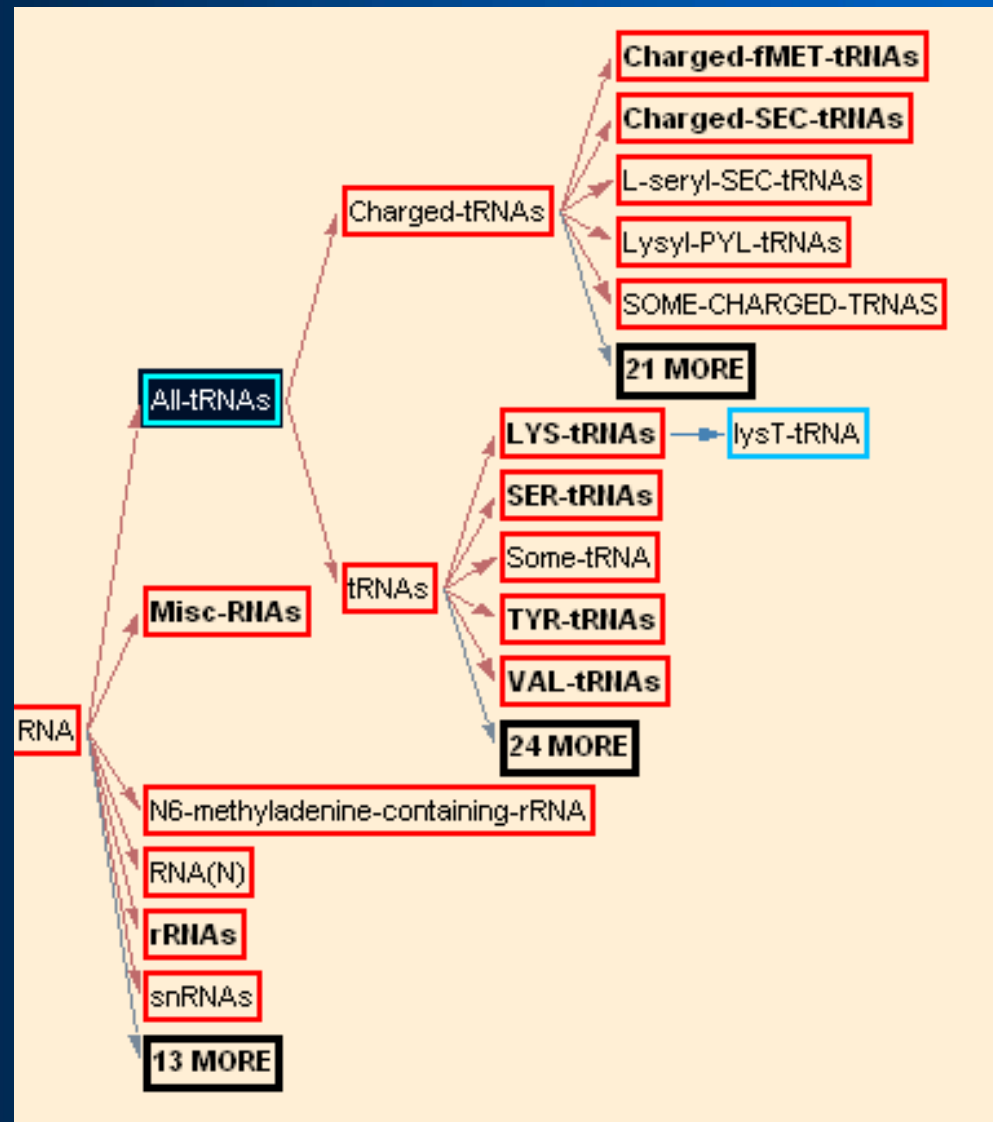 Charged-fMET-tRNAs
Charged-SEC-tRNAs
L-seryl-SEC-tRNAs
Charged-tRNAs
Lysyl-PYL-tRNAs
SOME-CHARGED-TRNAS
21 MORE
All-tRNAs
LYS-tRNAs
lysT-tRNA
SER-tRNAs
Some-tRNA
tRNAs
TYR-tRNAs
Misc-RNAs
VAL-tRNAs
RNA
24 MORE
N6-methyladenine-containing-rRNA
RNA(N)
rRNAs
snRNAs
13 MORE